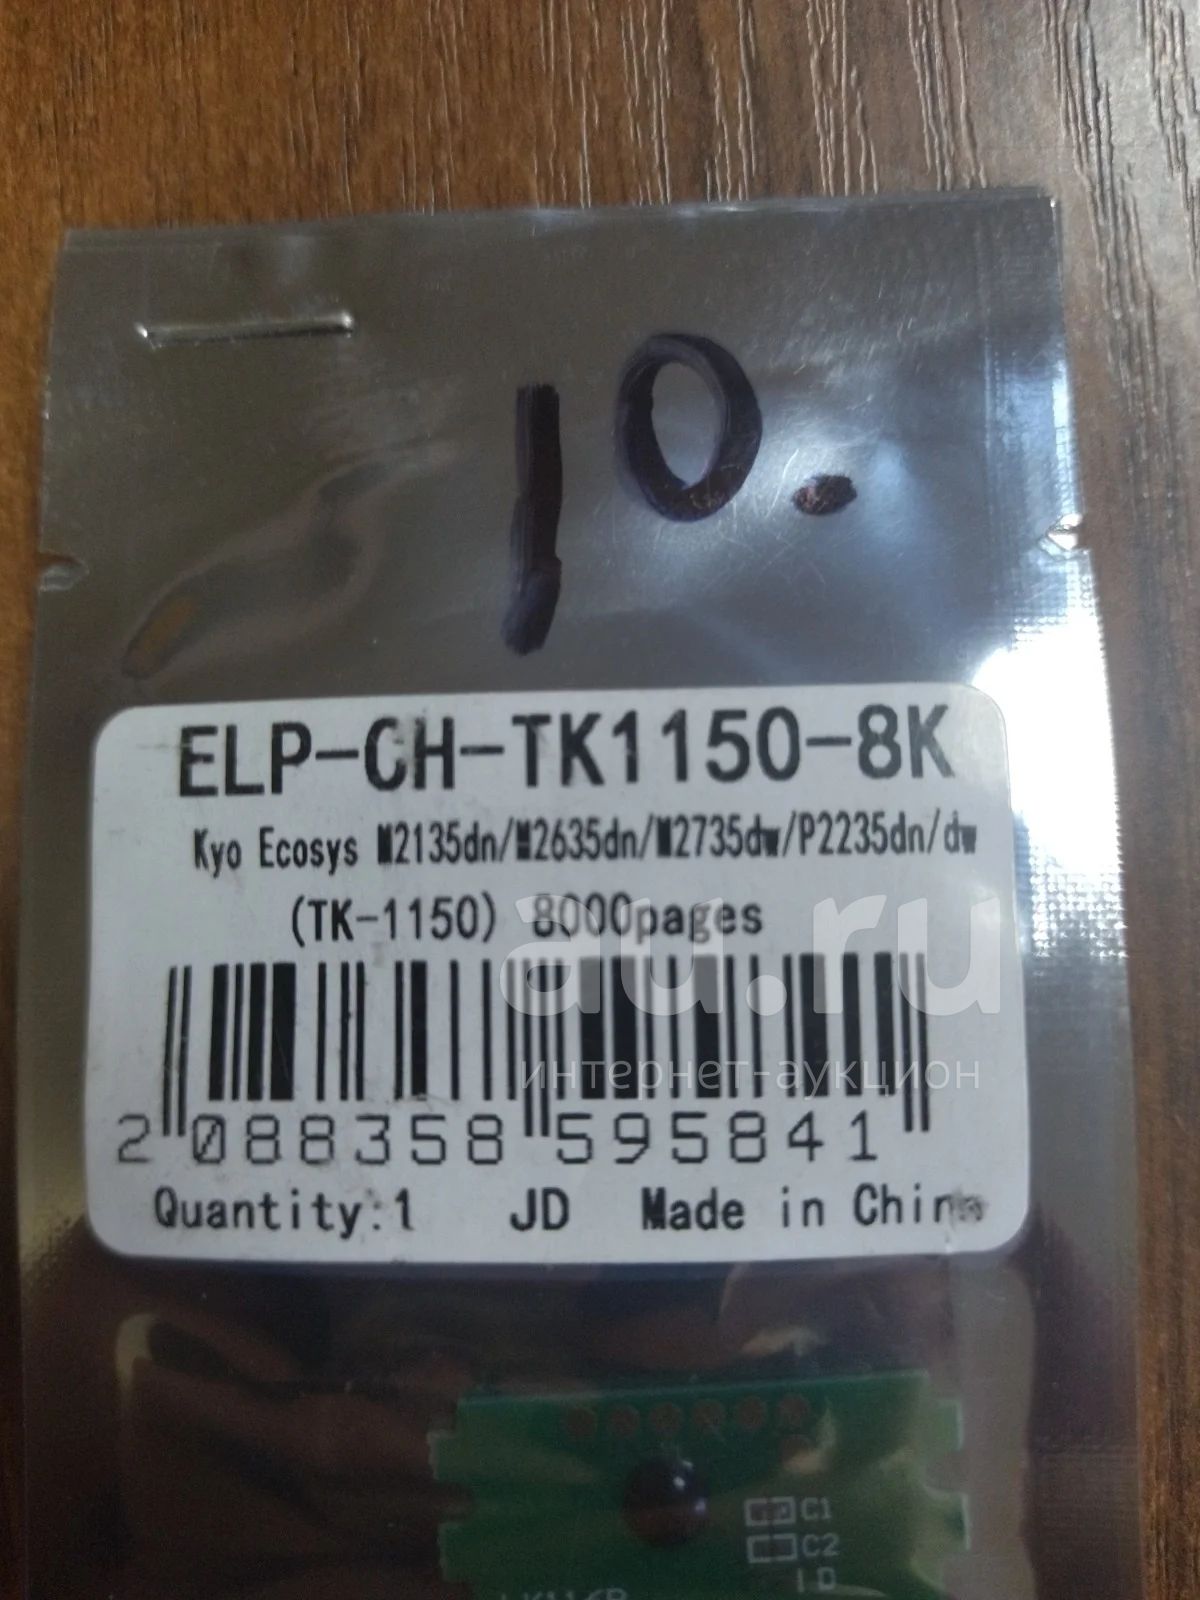 10.
ELP-CH-TK1150-8K
Kyo Ecosys M2135dn/M2635dn/M2735dw/P2235dn/dw
(TK-1150) 8000pages
au.ru
интернет-аукцион
2 088358 595841
Quantity:1 JD Made in China
C1
C2